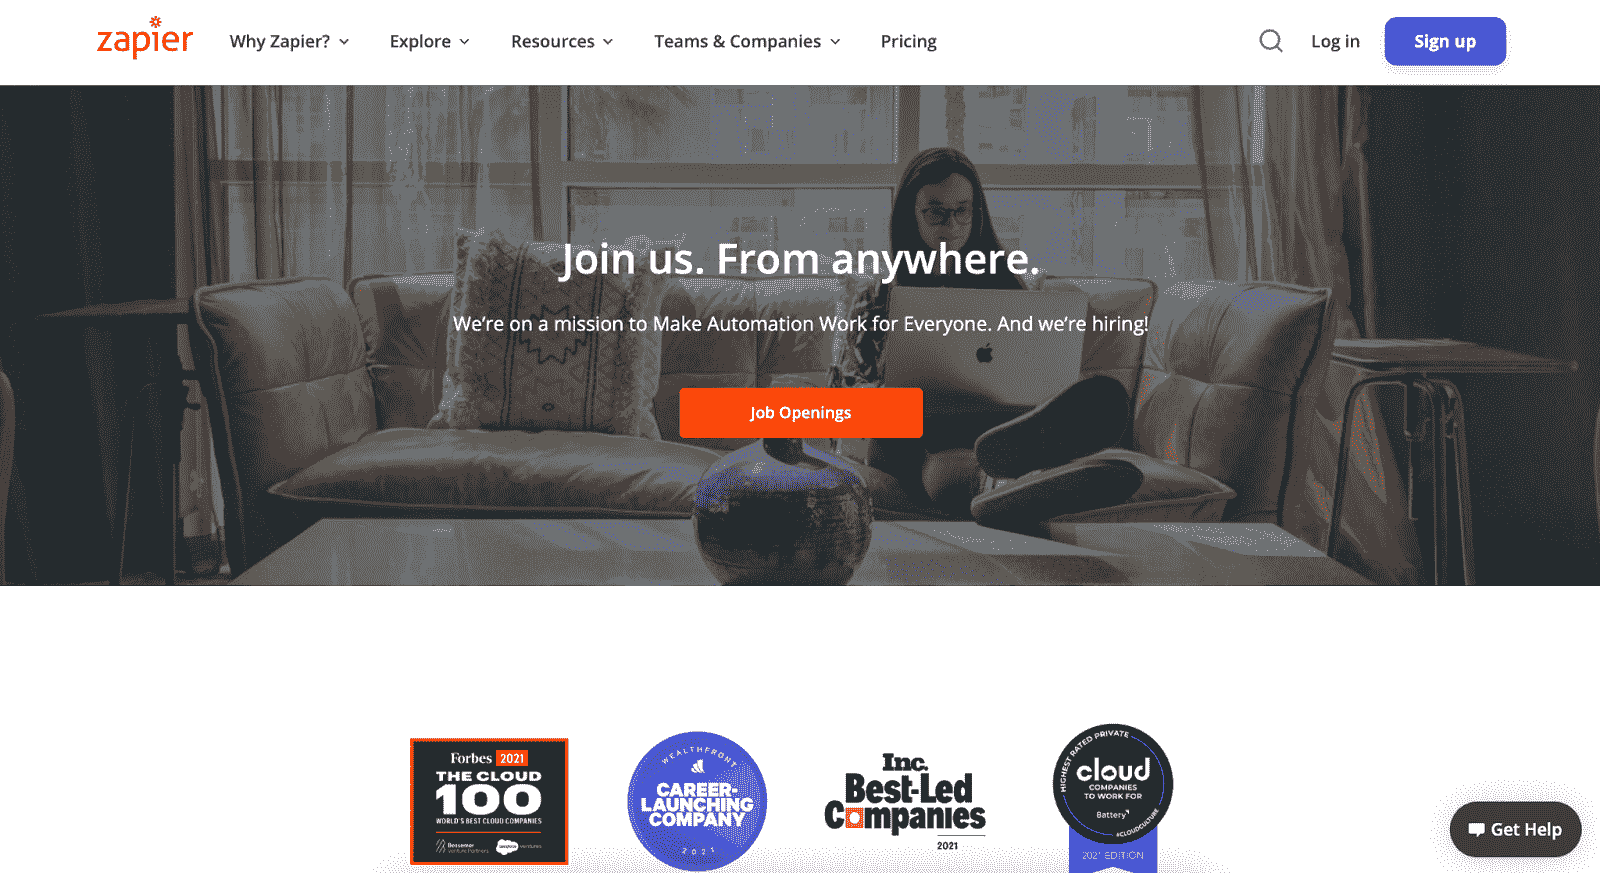 zapier
Why Zapier?
Explore
Resources
Teams & Companies
Pricing
Log in
Sign up
Join us. From anywhere.
We're on a mission to Make Automation Work for Everyone. And we're hiring!
Job Openings
Forbes 2021
THE CLOUD
100
WORLD'S BEST CLOUD COMPANIES
Bessemer
Venture Partners
salesforce ventures
WEALTHFRONT
CAREER-
LAUNCHING
COMPANY
2021
Inc.
Best-Led
Companies
2021
HIGHEST RATED PRIVATE
cloud
COMPANIES
TO WORK FOR
Battery
#CLOUDCULTURE
2021 EDITION
Get Help